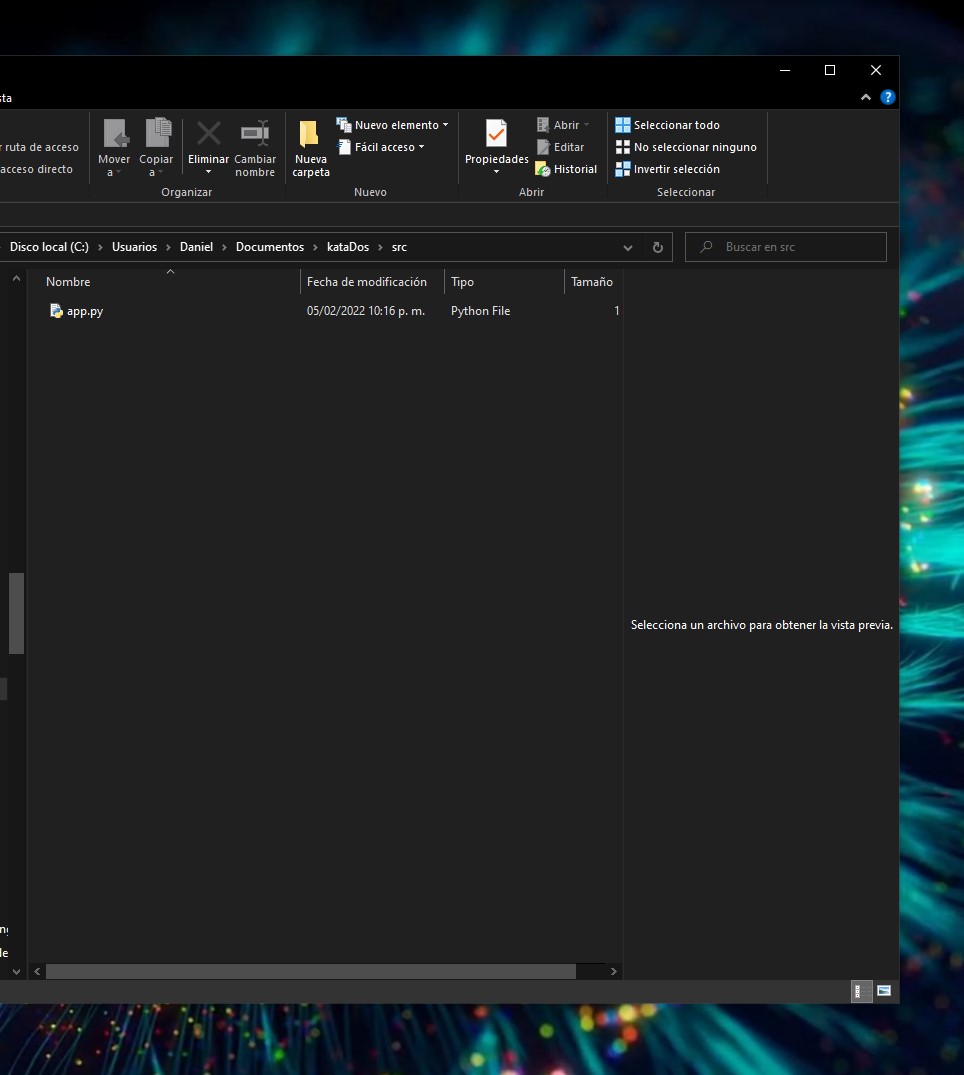 sta
?
r ruta de acceso
acceso directo
Mover
a
Copiar
a
Eliminar
Cambiar
nombre
Organizar
Nueva
carpeta
Nuevo elemento
Fácil acceso
Nuevo
Propiedades
Abrir
Editar
Historial
Abrir
Seleccionar todo
No seleccionar ninguno
Invertir selección
Seleccionar
Disco local (C:) > Usuarios > Daniel > Documentos > kataDos > src
Buscar en src
Nombre Fecha de modificación Tipo Tamaño
app.py 05/02/2022 10:16 p. m. Python File 1
Selecciona un archivo para obtener la vista previa.
le